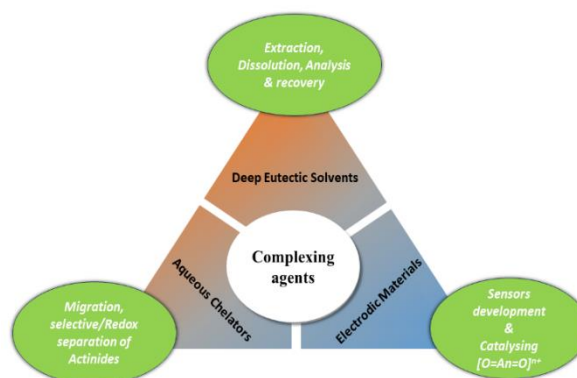 Extraction,
Dissolution, Analysis
& recovery
Deep Eutectic Solvents
Complexing
agents
Aqueous Chelators
Electrodic Materials
Migration,
selective/Redox
separation of
Actinides
Sensors
development
&
Catalysing
[O=An=O]ⁿ⁺